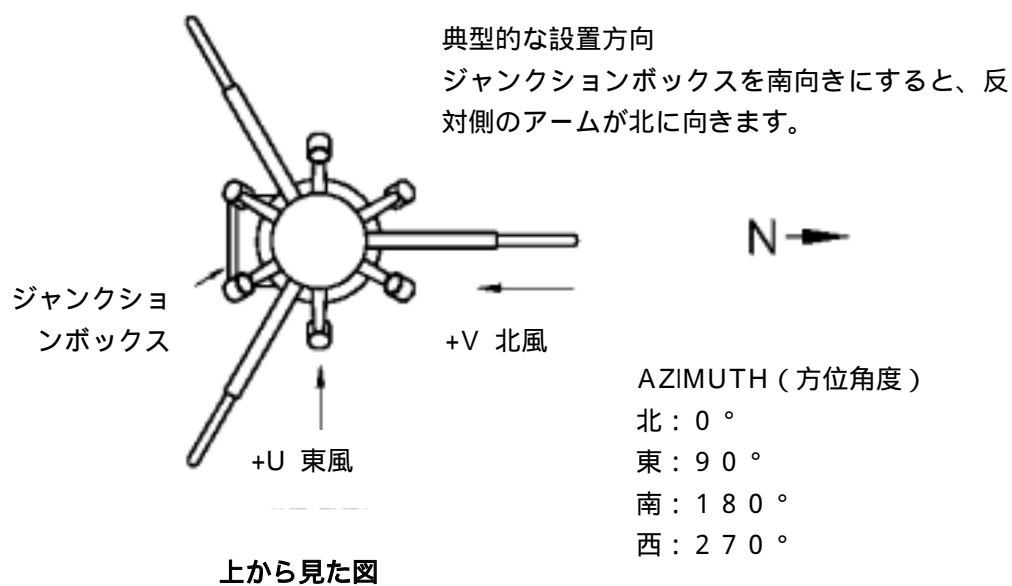 典型的な設置方向
ジャンクションボックスを南向きにすると、反
対側のアームが北に向きます。
N
ジャンクショ
ンボックス
+V 北風
+U 東風
AZIMUTH（方位角度）
北：0°
東：90°
南：180°
西：270°
上から見た図